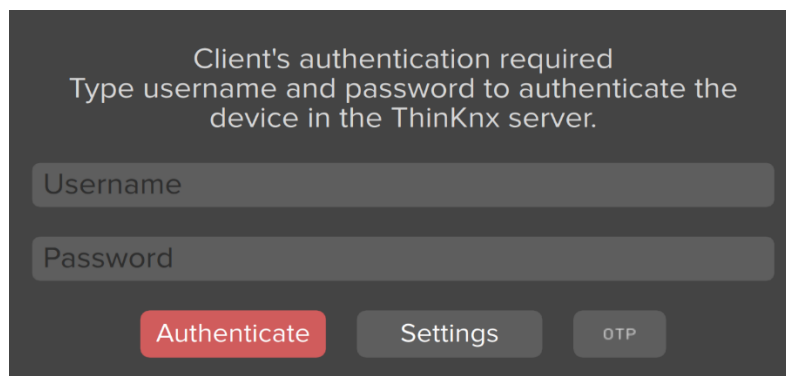 Client's authentication required
Type username and password to authenticate the
device in the ThinKnx server.
Username
Password
Authenticate Settings OTP